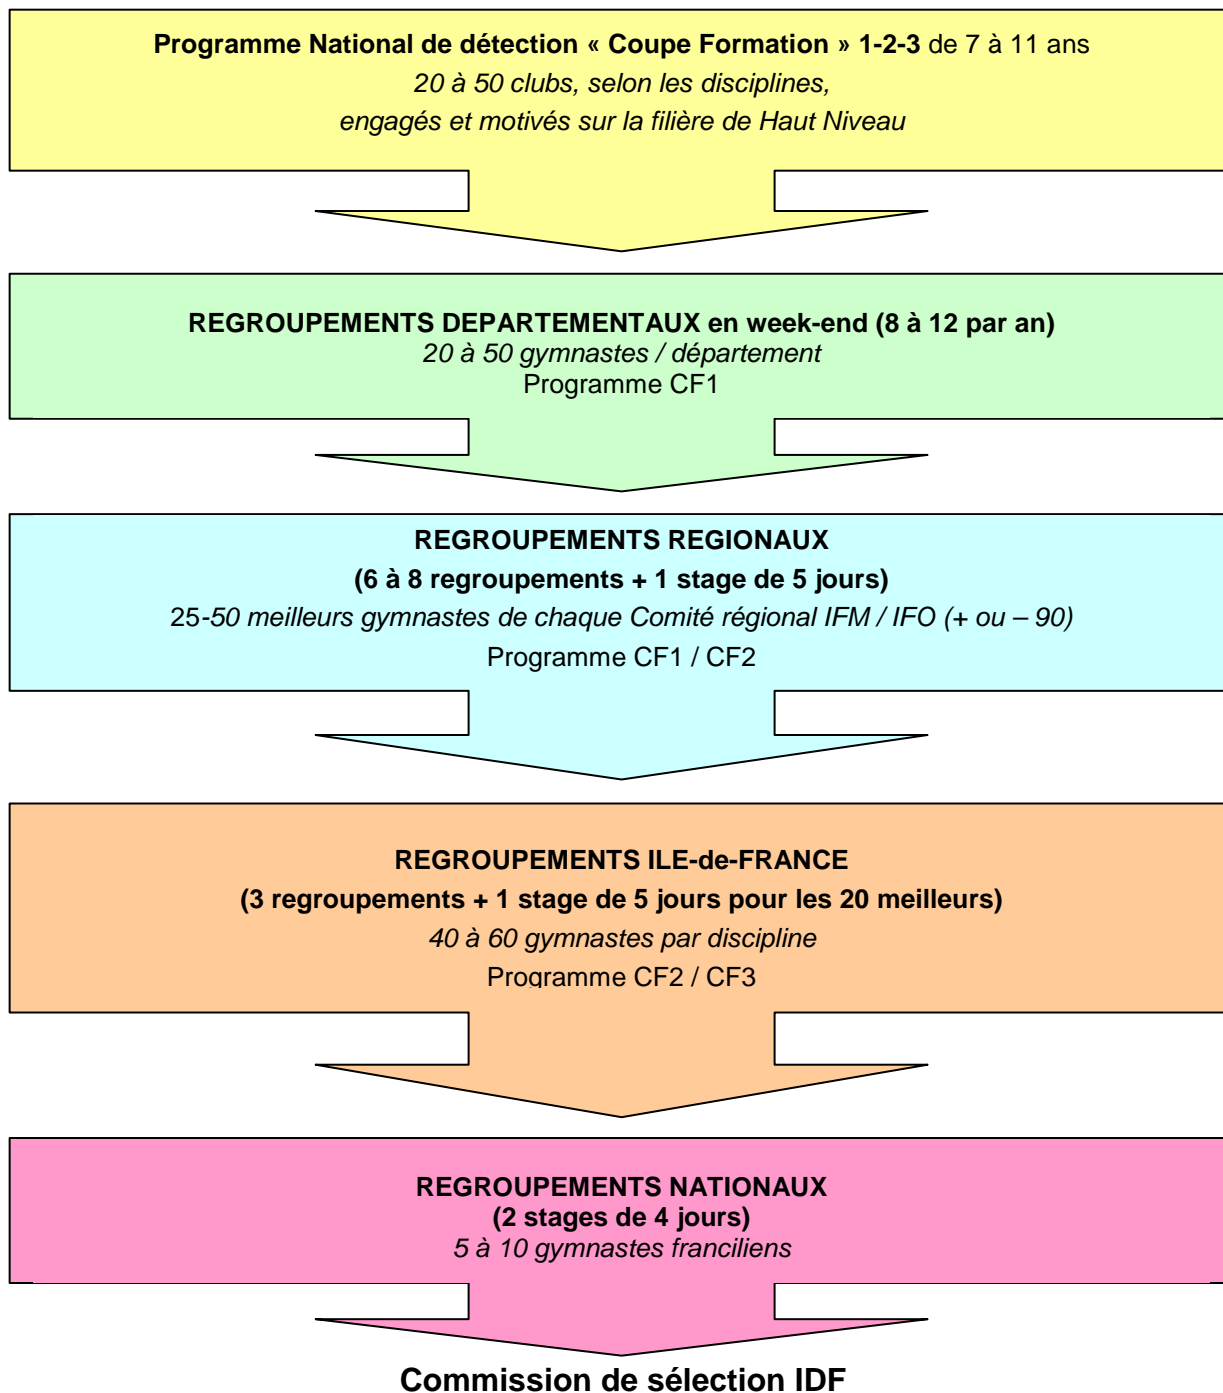 Programme National de détection « Coupe Formation » 1-2-3 de 7 à 11 ans
20 à 50 clubs, selon les disciplines,
engagés et motivés sur la filière de Haut Niveau
REGROUPEMENTS DEPARTEMENTAUX en week-end (8 à 12 par an)
20 à 50 gymnastes / département
Programme CF1
REGROUPEMENTS REGIONAUX
(6 à 8 regroupements + 1 stage de 5 jours)
25-50 meilleurs gymnastes de chaque Comité régional IFM / IFO (+ ou – 90)
Programme CF1 / CF2
REGROUPEMENTS ILE-de-FRANCE
(3 regroupements + 1 stage de 5 jours pour les 20 meilleurs)
40 à 60 gymnastes par discipline
Programme CF2 / CF3
REGROUPEMENTS NATIONAUX
(2 stages de 4 jours)
5 à 10 gymnastes franciliens
Commission de sélection IDF